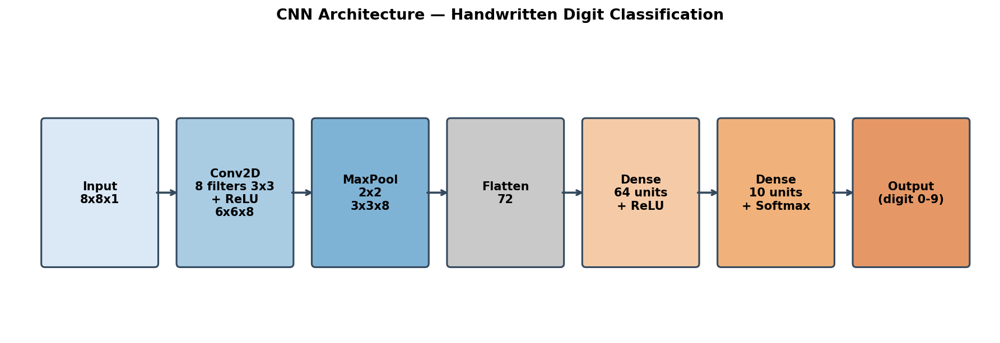 CNN Architecture — Handwritten Digit Classification
Input
8x8x1
Conv2D
8 filters 3x3
+ ReLU
6x6x8
MaxPool
2x2
3x3x8
Flatten
72
Dense
64 units
+ ReLU
Dense
10 units
+ Softmax
Output
(digit 0-9)